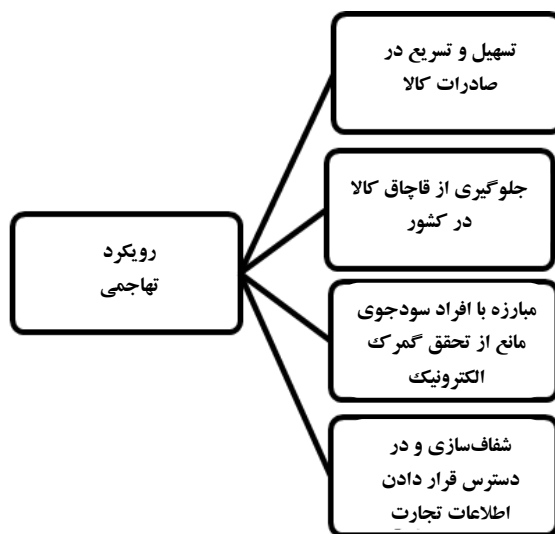 تسهیل و تسریع در
صادرات کالا
جلوگیری از قاچاق کالا
در کشور
رویکرد
تهاجمی
مبارزه با افراد سودجوی
مانع از تحقق گمرک
الکترونیک
شفاف‌سازی و در
دسترس قرار دادن
اطلاعات تجارت